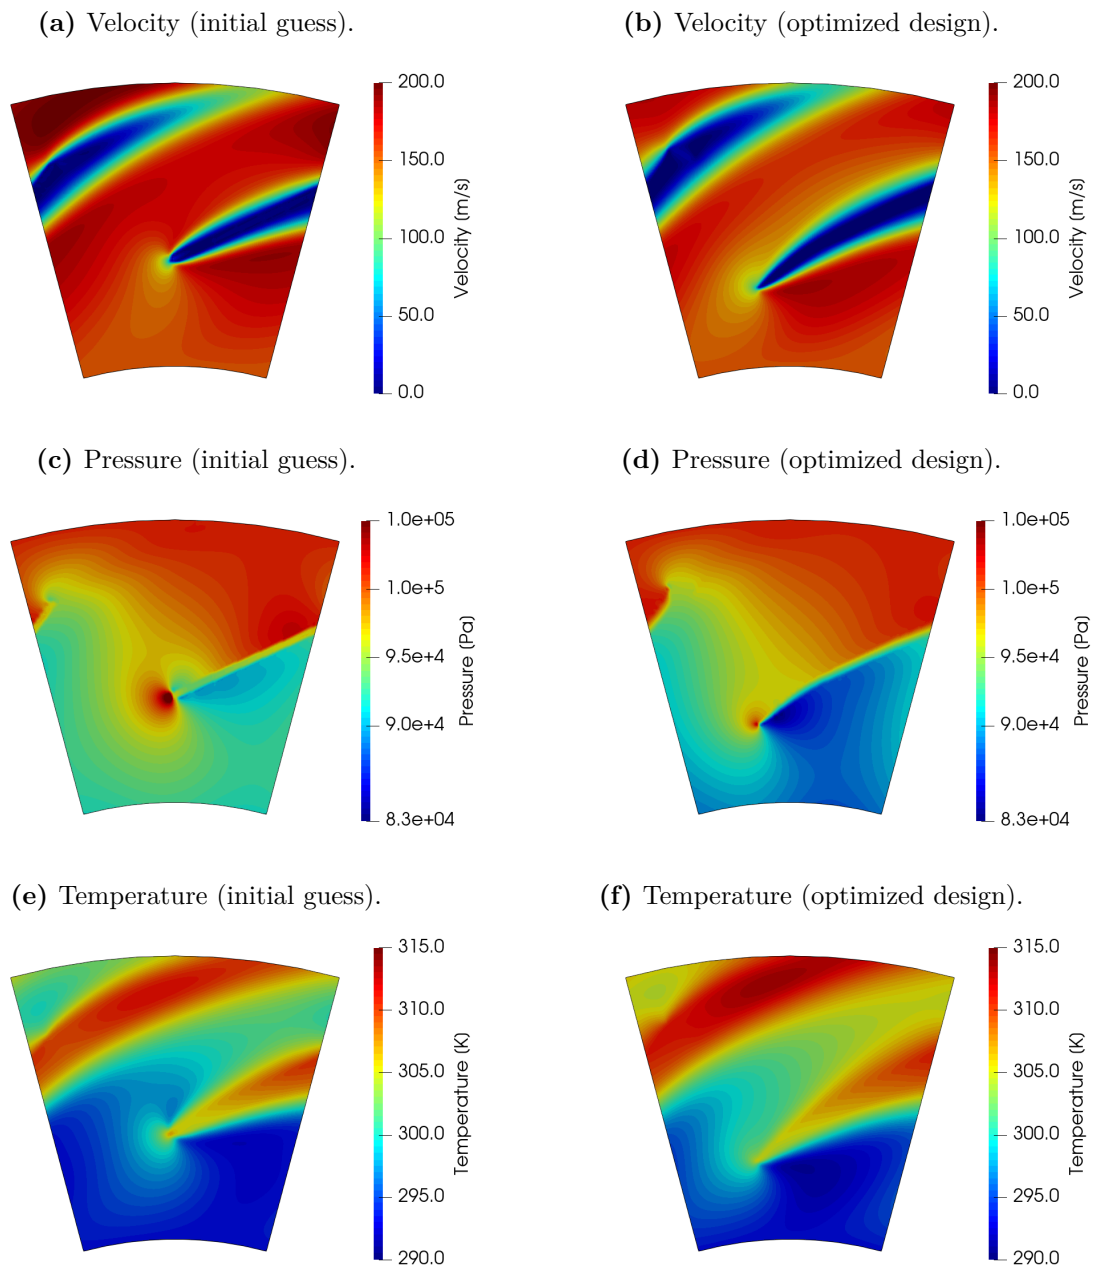 (a) Velocity (initial guess).
(b) Velocity (optimized design).
200.0
150.0
100.0
50.0
0.0
Velocity (m/s)
200.0
150.0
100.0
50.0
0.0
Velocity (m/s)
(c) Pressure (initial guess).
(d) Pressure (optimized design).
1.0e+05
1.0e+5
9.5e+4
9.0e+4
8.3e+04
Pressure (Pa)
1.0e+05
1.0e+5
9.5e+4
9.0e+4
8.3e+04
Pressure (Pa)
(e) Temperature (initial guess).
(f) Temperature (optimized design).
315.0
310.0
305.0
300.0
295.0
290.0
Temperature (K)
315.0
310.0
305.0
300.0
295.0
290.0
Temperature (K)